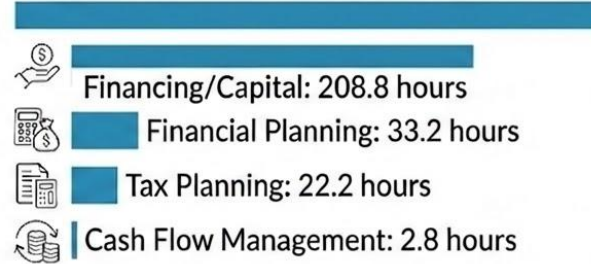 Financing/Capital: 208.8 hours
Financial Planning: 33.2 hours
Tax Planning: 22.2 hours
Cash Flow Management: 2.8 hours